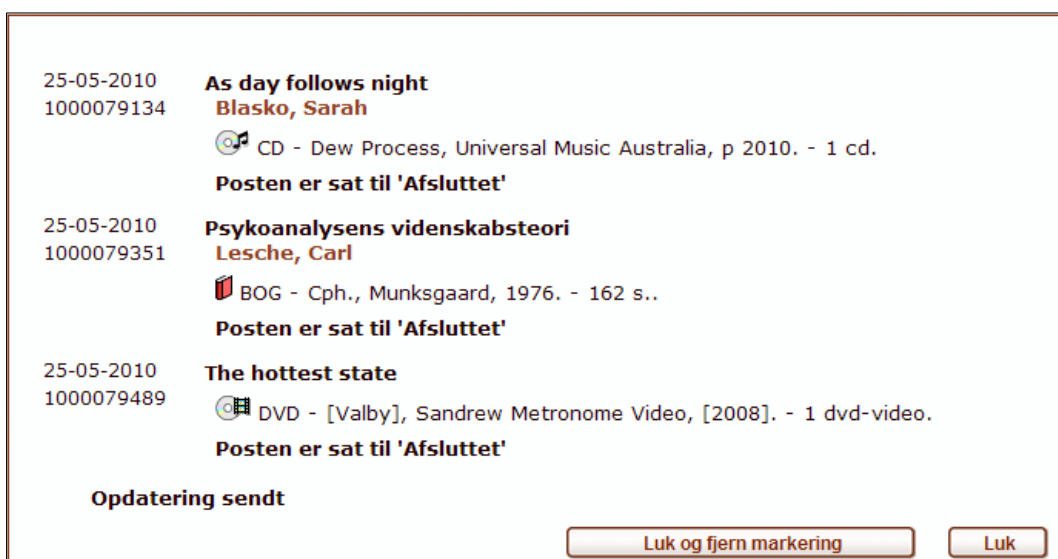 25-05-2010 As day follows night
1000079134 Blasko, Sarah
CD - Dew Process, Universal Music Australia, p 2010. - 1 cd.
Posten er sat til 'Afsluttet'
25-05-2010 Psykoanalysens videnskabsteori
1000079351 Lesche, Carl
BOG - Cph., Munksgaard, 1976. - 162 s..
Posten er sat til 'Afsluttet'
25-05-2010 The hottest state
1000079489
DVD - [Valby], Sandrew Metronome Video, [2008]. - 1 dvd-video.
Posten er sat til 'Afsluttet'
Opdatering sendt
Luk og fjern markering Luk